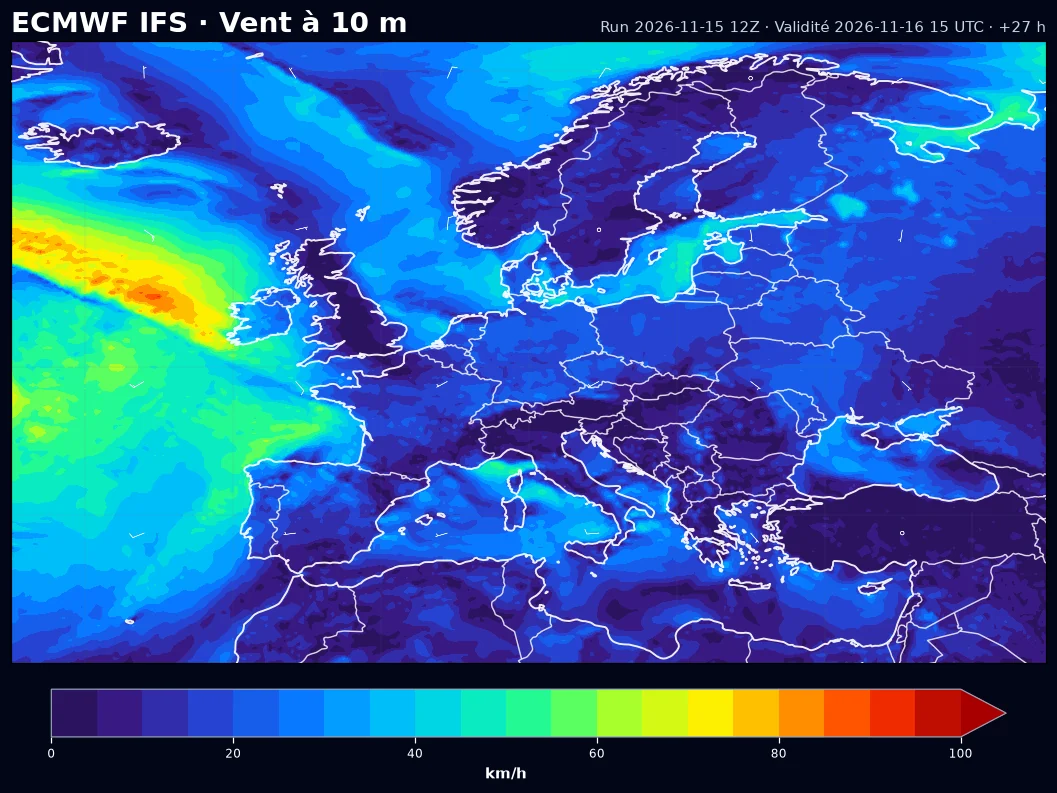 ECMWF IFS · Vent à 10 m
Run 2026-11-15 12Z · Validité 2026-11-16 15 UTC · +27 h
0 20 40 60 80 100
km/h